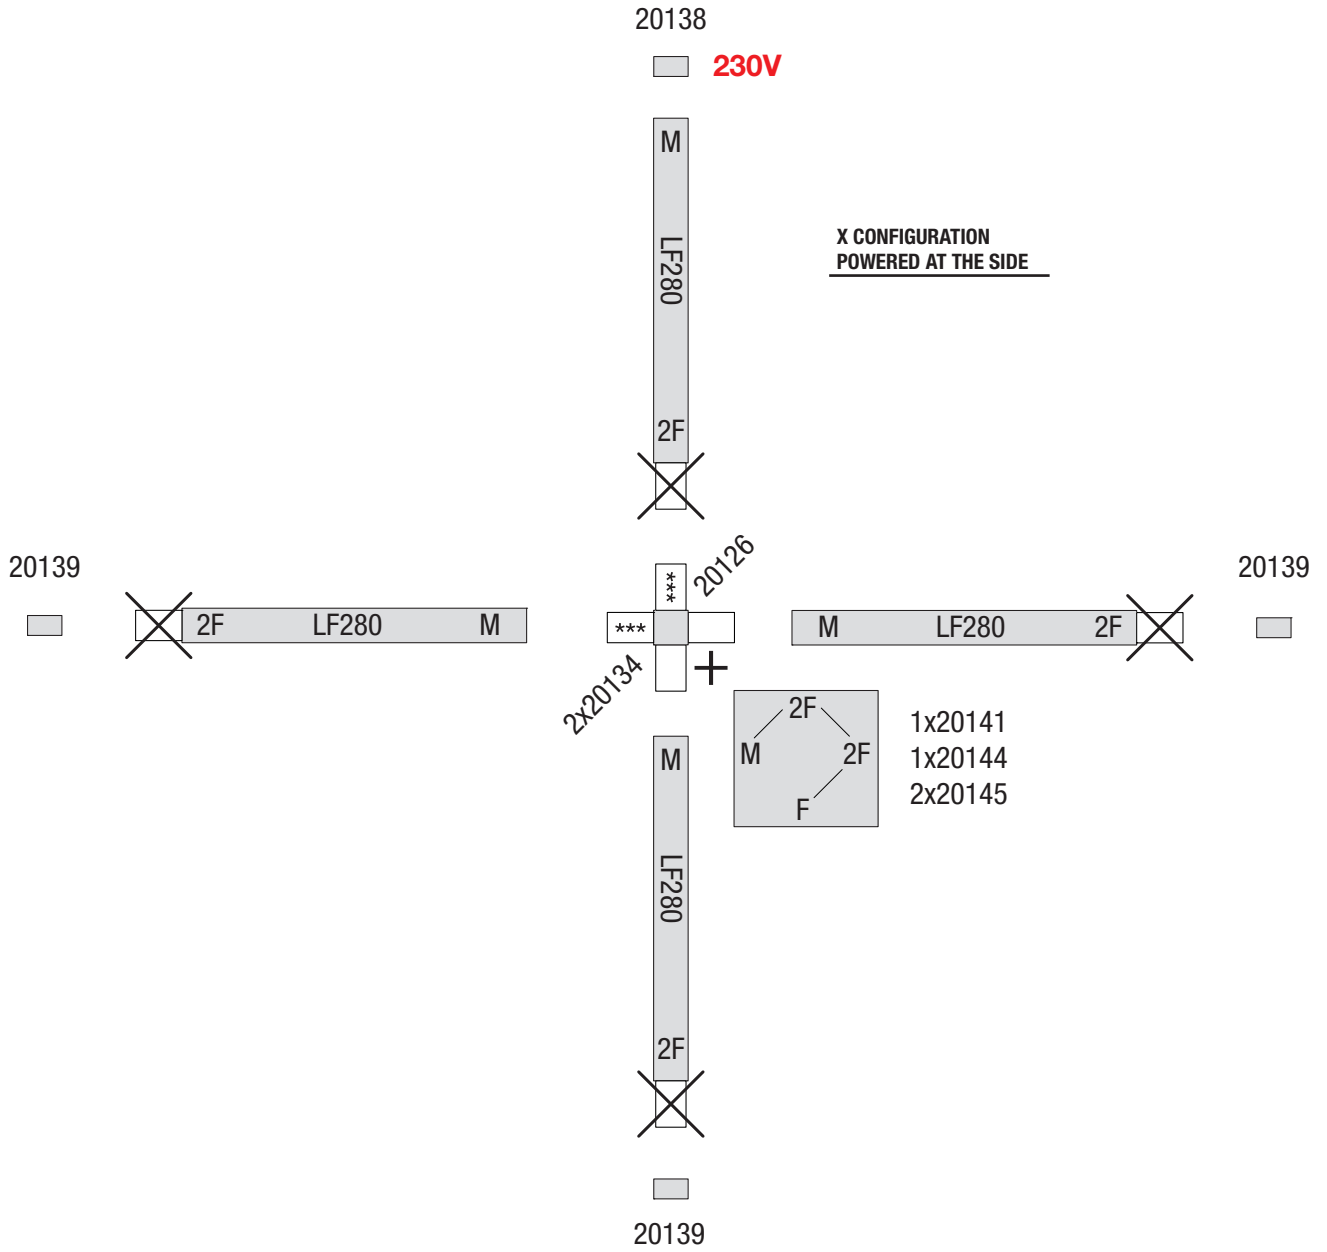 20138
230V
M
X CONFIGURATION
POWERED AT THE SIDE
LF280
2F
20139
***
20126
20139
2F LF280 M
***
M LF280 2F
2x20134
M
2F
M 2F
F
1x20141
1x20144
2x20145
LF280
2F
20139